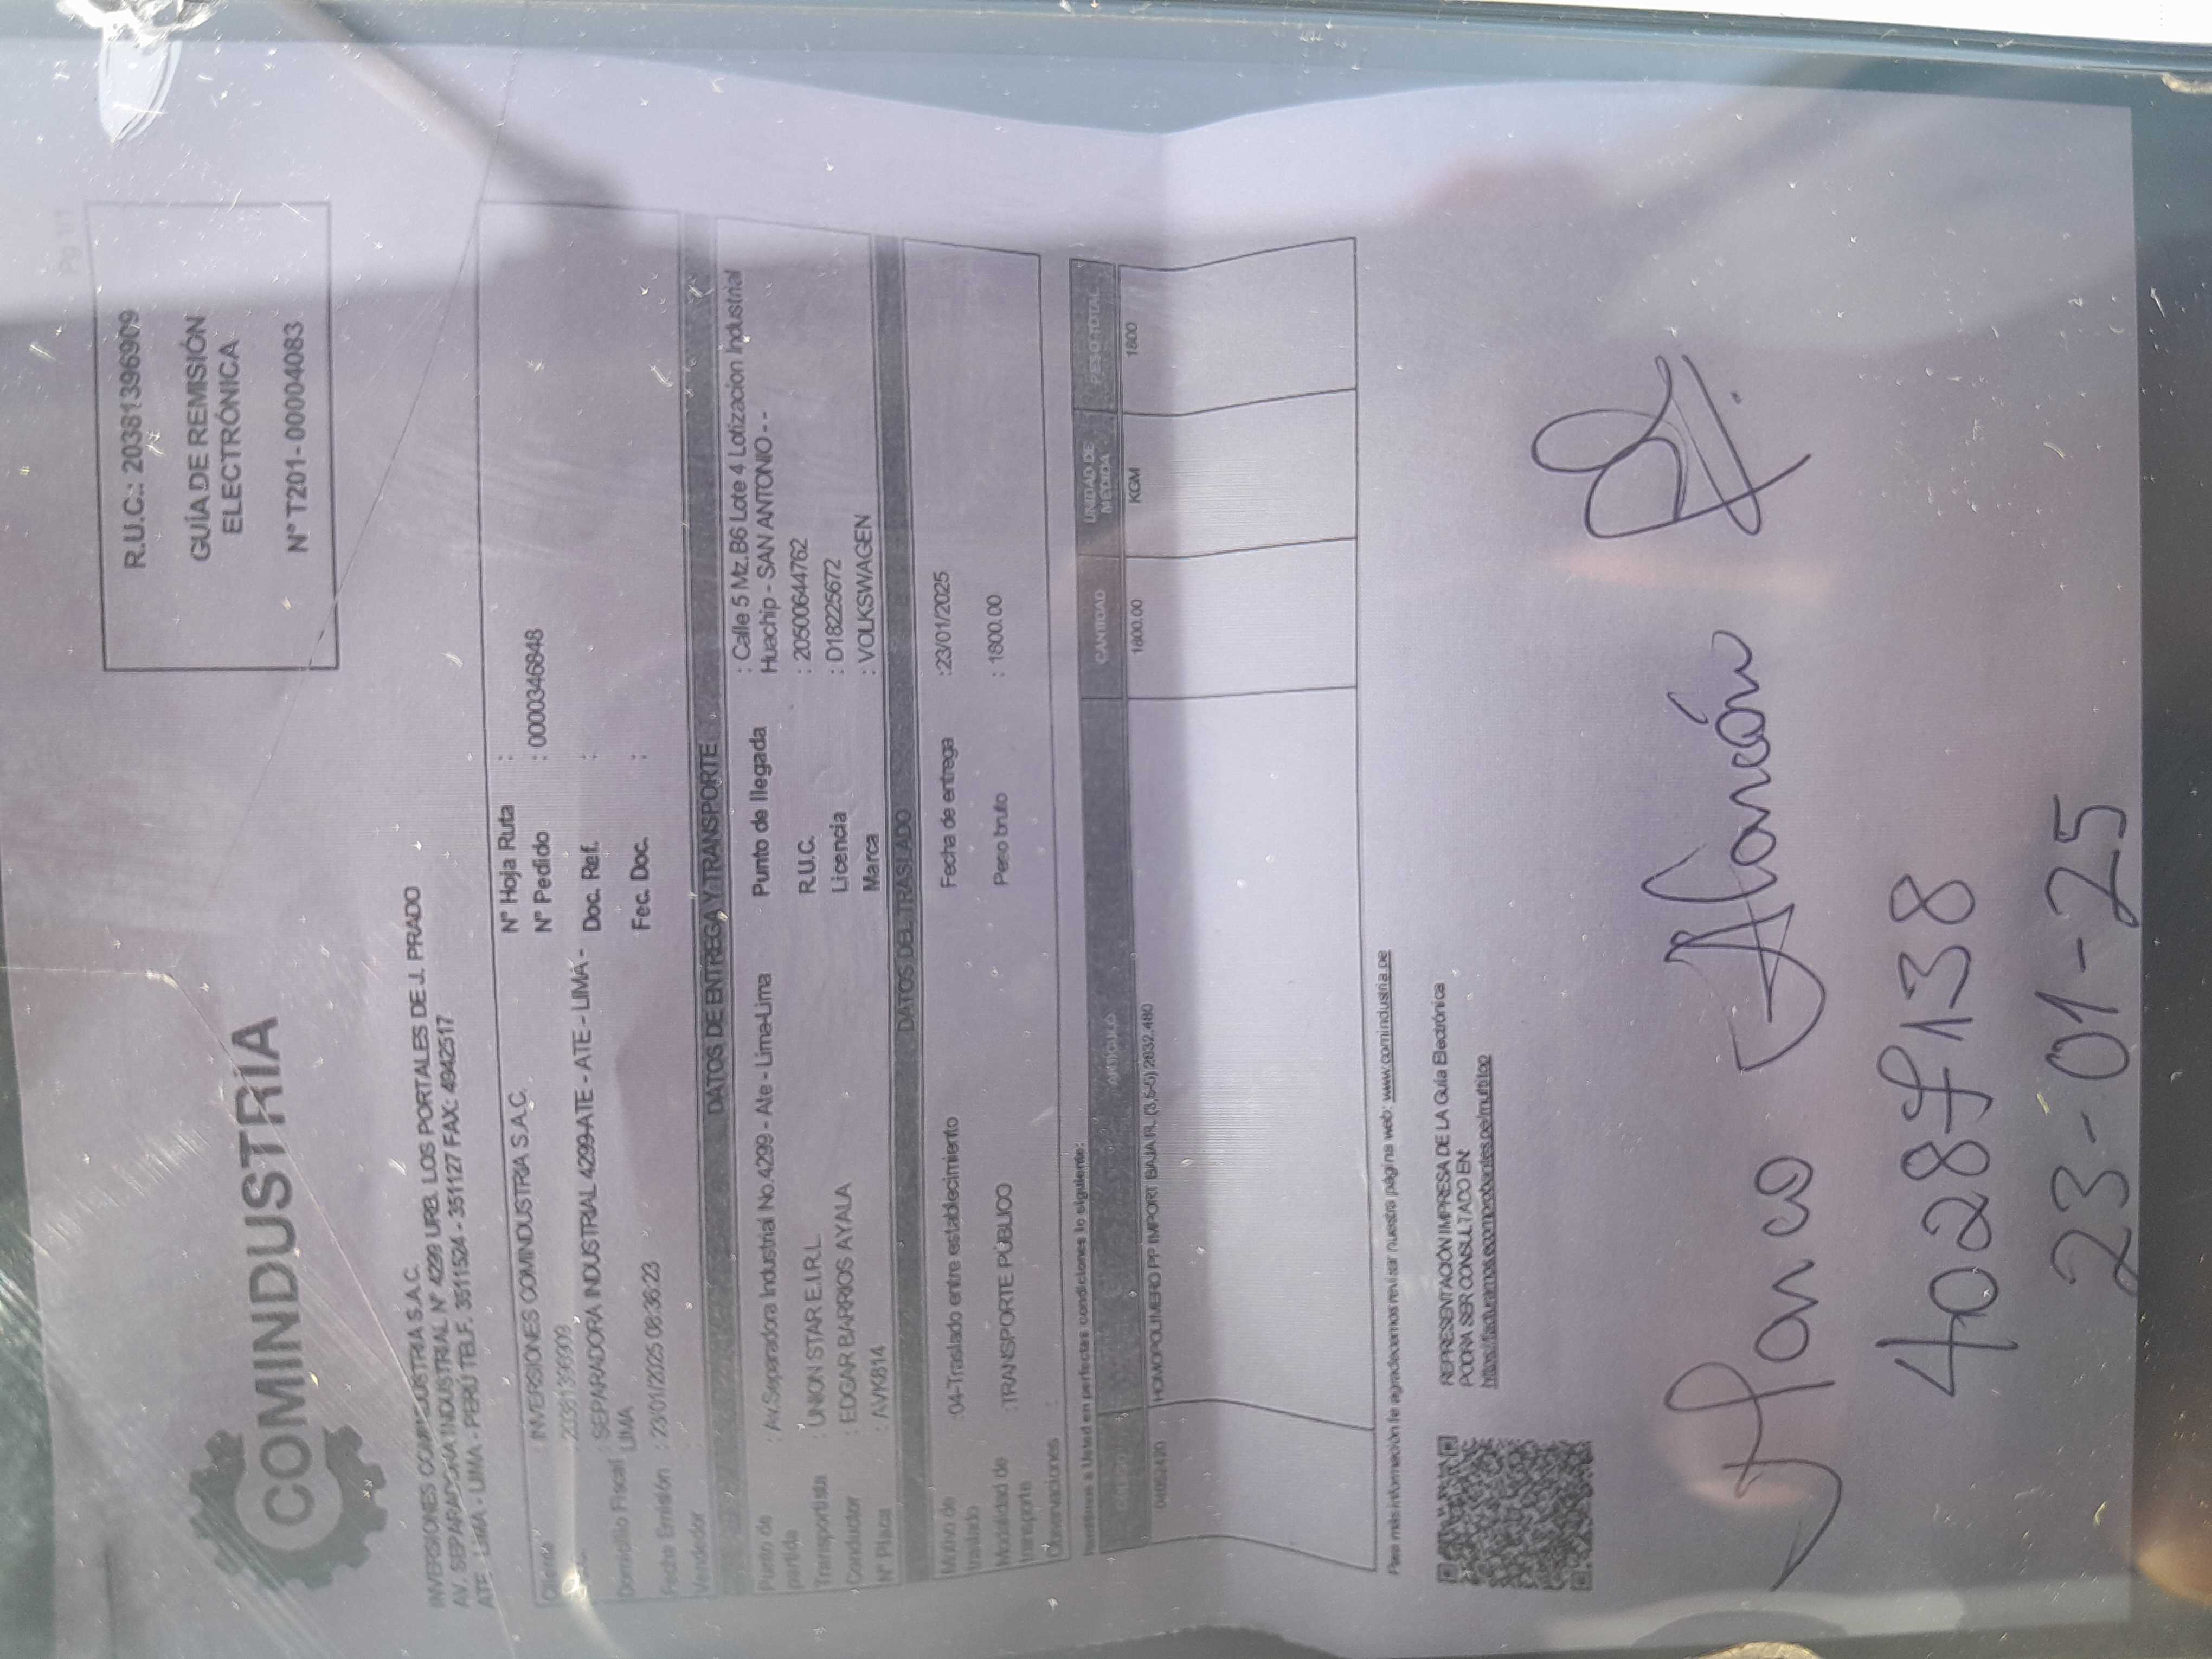 Pg 1/1
COMINDUSTRIA
R.U.C.: 20381396909
GUÍA DE REMISIÓN
ELECTRÓNICA
N° T201-00004083
INVERSIONES COMINDUSTRIA S.A.C.
AV. SEPARADORA INDUSTRIAL N° 4299 URB. LOS PORTALES DE J. PRADO
ATE LIMA - LIMA - PERU TELF. 3511524 - 351127 FAX: 4942517
Cliente : INVERSIONES COMINDUSTRIA S.A.C. N° Hoja Ruta :
: 20381396909 N° Pedido : 0000346848
Domicilio Fiscal : SEPARADORA INDUSTRIAL 4299-ATE - ATE - LIMA - LIMA Doc. Ref. :
Fecha Emisión : 23/01/2025 08:36:23 Fec. Doc. :
Vendedor :
DATOS DE ENTREGA Y TRANSPORTE
Punto de partida : Av.Separadora Industrial No.4299 - Ate - Lima-Lima Punto de llegada : Calle 5 Mz.B6 Lote 4 Lotizacion Industrial Huachip - SAN ANTONIO - -
Transportista : UNION STAR E.I.R.L. R.U.C. : 20500644762
Conductor : EDGAR BARRIOS AYALA Licencia : D18225672
N° Placa : AVK814 Marca : VOLKSWAGEN
DATOS DEL TRASLADO
Motivo de traslado :04-Traslado entre establecimiento Fecha de entrega :23/01/2025
Modalidad de transporte :TRANSPORTE PÚBLICO Peso bruto : 1800.00
Observaciones :
Remitimos a Usted en perfectas condiciones lo siguiente:
CÓDIGO ARTICULO CANTIDAD UNIDAD DE MEDIDA PESO TOTAL
HOMOPOLIMERO PP IMPORT BAJA FL (3.5-5) 2832.480 1800.00 KGM 1800
Para más información le agradecemos revisar nuestra página web: www.comindustria.pe
REPRESENTACIÓN IMPRESA DE LA Guía Electrónica
PODRA SER CONSULTADO EN:
Alarcón
40287138
23-01-25